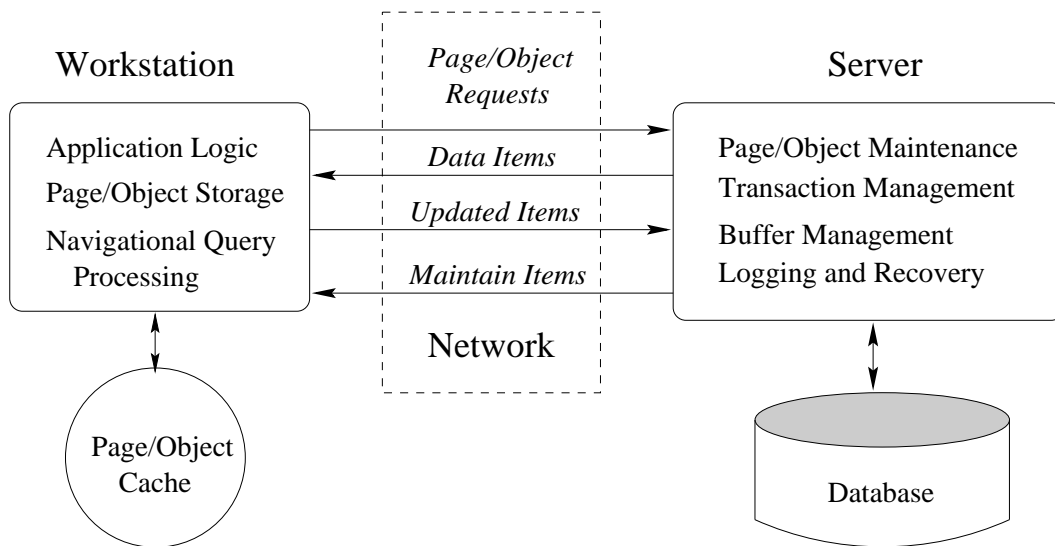 Workstation
Application Logic
Page/Object Storage
Navigational Query
Processing
Page/Object
Cache
Page/Object
Requests
Data Items
Updated Items
Maintain Items
Network
Server
Page/Object Maintenance
Transaction Management
Buffer Management
Logging and Recovery
Database